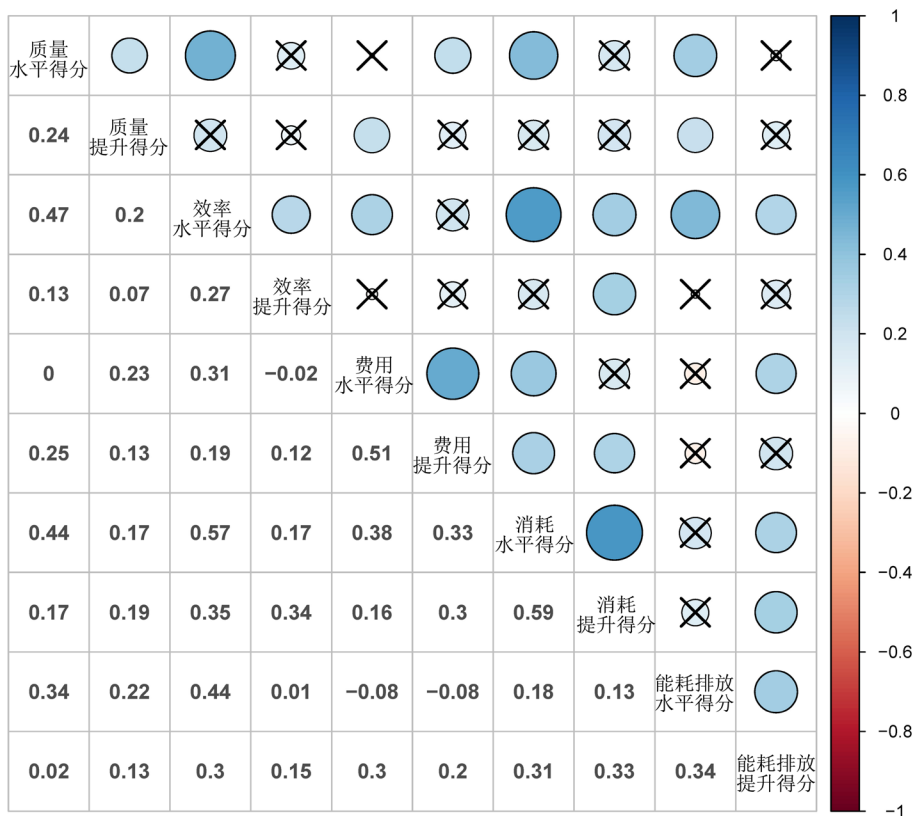 质量
水平得分
0.24
质量
提升得分
0.47
0.2
效率
水平得分
0.13
0.07
0.27
效率
提升得分
0
0.23
0.31
−0.02
费用
水平得分
0.25
0.13
0.19
0.12
0.51
费用
提升得分
0.44
0.17
0.57
0.17
0.38
0.33
消耗
水平得分
0.17
0.19
0.35
0.34
0.16
0.3
0.59
消耗
提升得分
0.34
0.22
0.44
0.01
−0.08
−0.08
0.18
0.13
能耗排放
水平得分
0.02
0.13
0.3
0.15
0.3
0.2
0.31
0.33
0.34
能耗排放
提升得分
1
0.8
0.6
0.4
0.2
0
−0.2
−0.4
−0.6
−0.8
−1